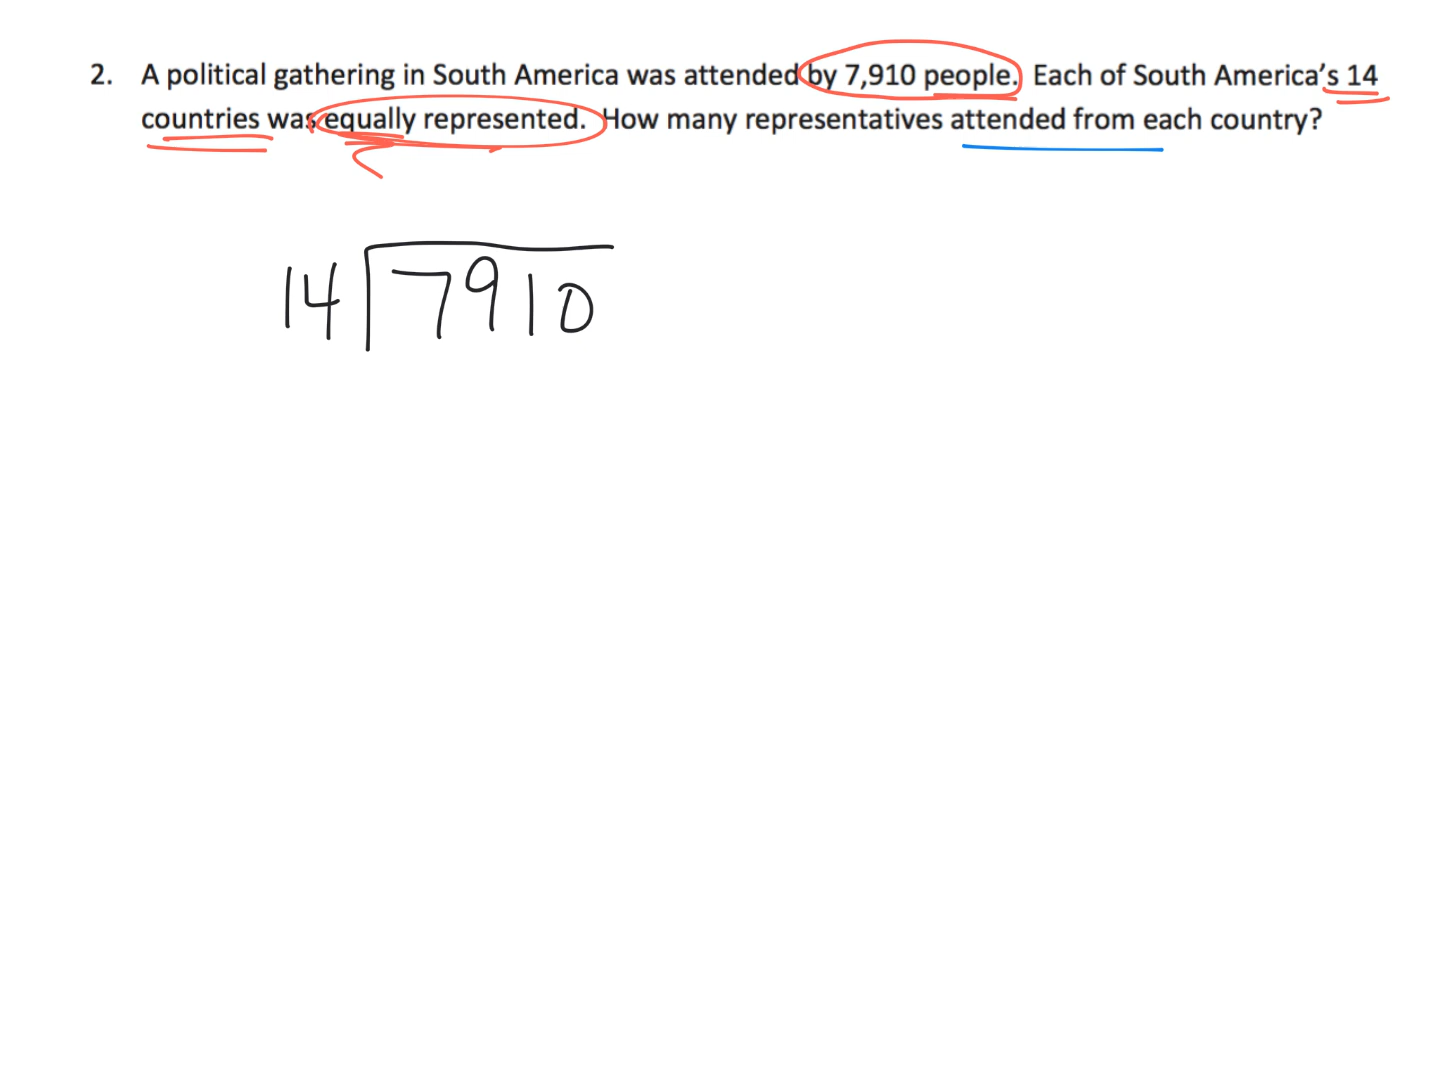 2. A political gathering in South America was attended by 7,910 people. Each of South America's 14
countries was equally represented. How many representatives attended from each country?
14 7910